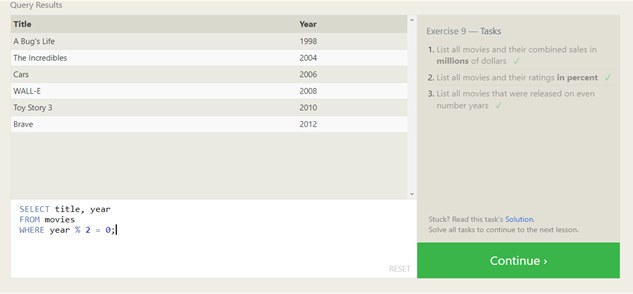 Query Results
Title Year
A Bug's Life 1998
The Incredibles 2004
Cars 2006
WALL-E 2008
Toy Story 3 2010
Brave 2012
SELECT title, year
FROM movies
WHERE year % 2 = 0;
RESET
Exercise 9 — Tasks
1. List all movies and their combined sales in
millions of dollars ✓
2. List all movies and their ratings in percent ✓
3. List all movies that were released on even
number years ✓
Stuck? Read this task's Solution.
Solve all tasks to continue to the next lesson.
Continue ›